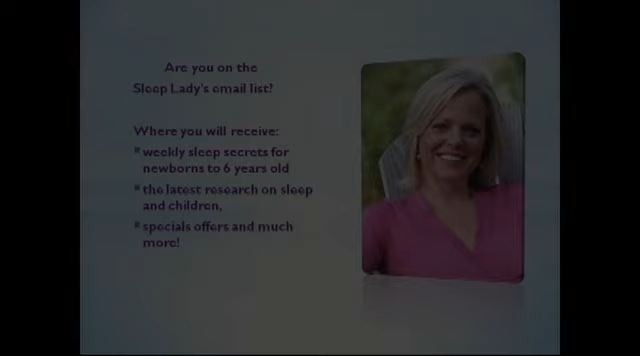 Are you on the
Sleep Lady's email list?
Where you will receive:
* weekly sleep secrets for
newborns to 6 years old
* the latest research on sleep
and children,
* specials offers and much
more!